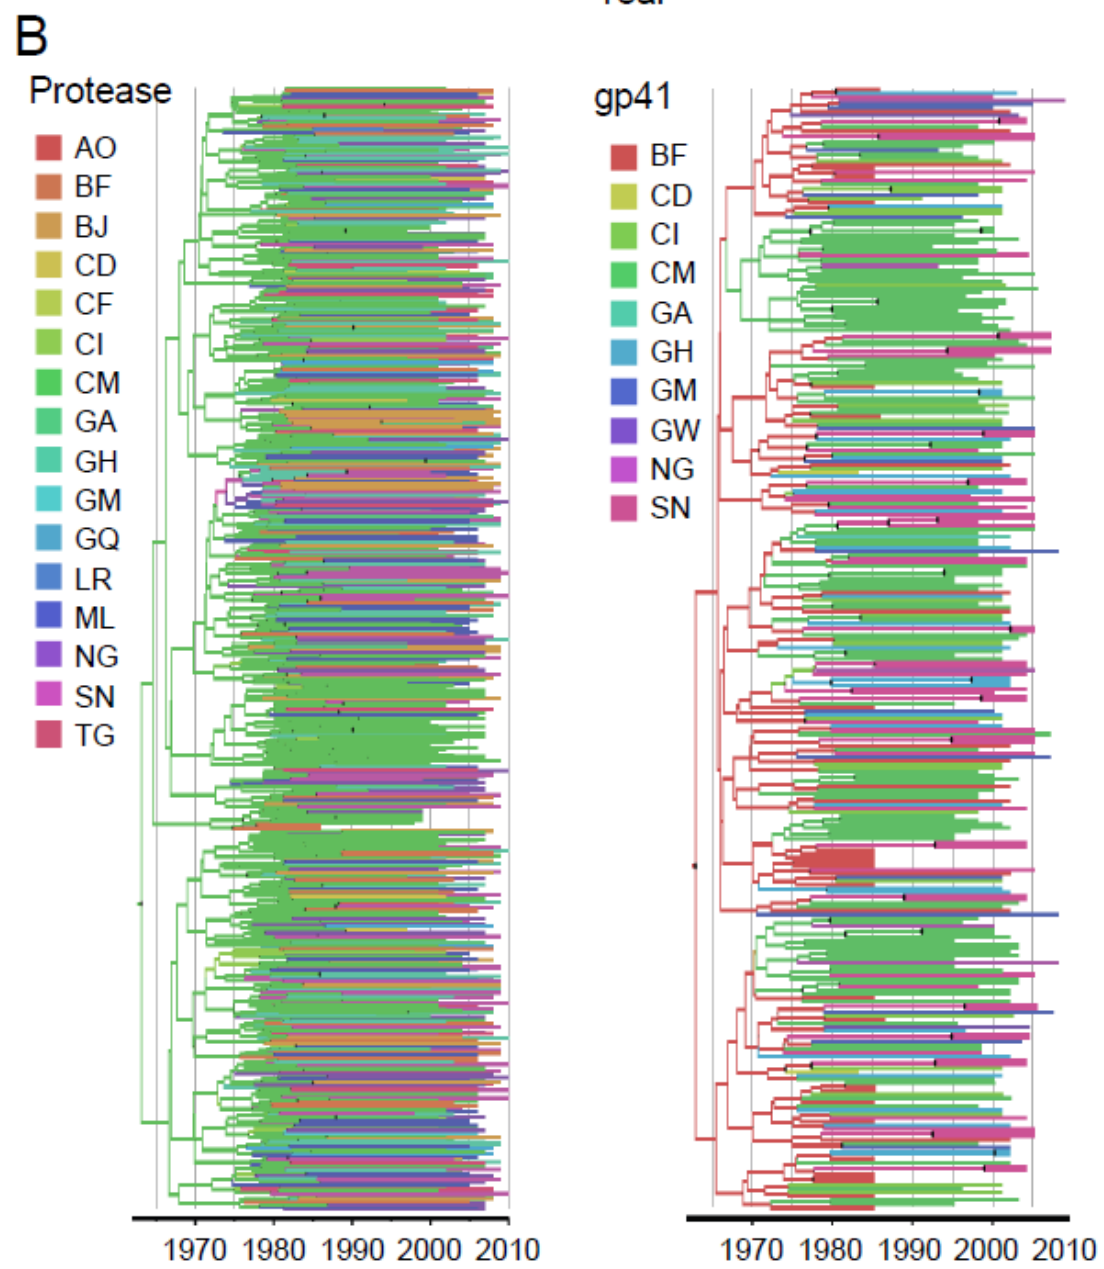 B
Protease
AO
BF
BJ
CD
CF
CI
CM
GA
GH
GM
GQ
LR
ML
NG
SN
TG
1970 1980 1990 2000 2010
gp41
BF
CD
CI
CM
GA
GH
GM
GW
NG
SN
1970 1980 1990 2000 2010